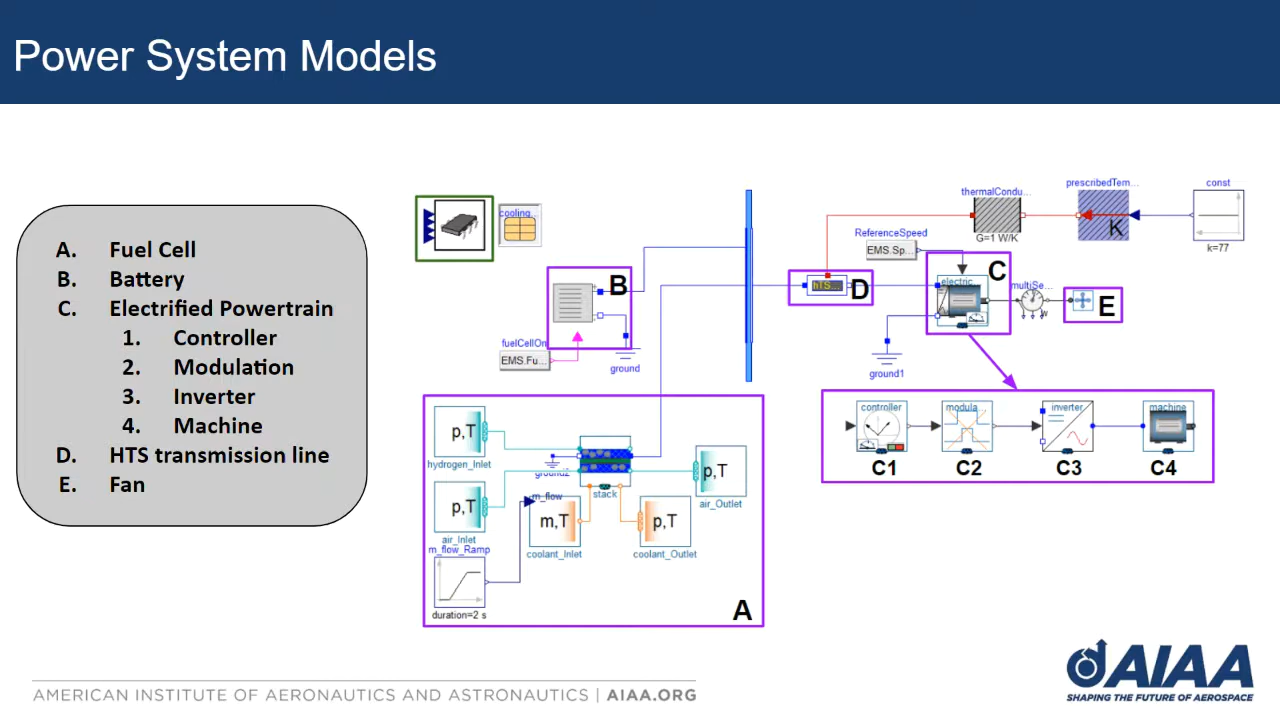 Power System Models
A. Fuel Cell
B. Battery
C. Electrified Powertrain
1. Controller
2. Modulation
3. Inverter
4. Machine
D. HTS transmission line
E. Fan
cooling...
B
fuelCellOn
EMS.Fu...
ground
p,T
hydrogen_Inlet
p,T
air_Inlet
m_flow_Ramp
duration=2 s
ground2
stack
m_flow
m,T
coolant_Inlet
p,T
coolant_Outlet
p,T
air_Outlet
A
thermalCondu...
G=1 W/K
prescribedTem...
K
const
k=77
ReferenceSpeed
EMS.Sp...
hTS...
D
electric...
C
multiSe...
w
E
ground1
controller
C1
modula...
C2
inverter
C3
machine
C4
AMERICAN INSTITUTE OF AERONAUTICS AND ASTRONAUTICS | AIAA.ORG
AIAA
SHAPING THE FUTURE OF AEROSPACE